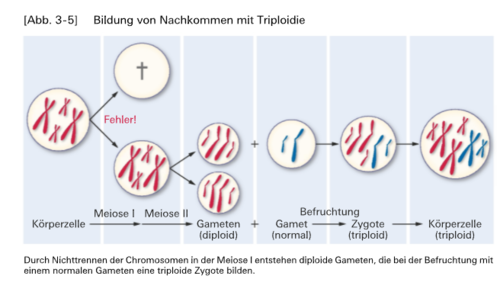 [Abb. 3-5] Bildung von Nachkommen mit Triploidie
Fehler!
+
Meiose I
Meiose II
Befruchtung
Körperzelle
Gameten
(diploid)
+
Gamet
(normal)
Zygote
(triploid)
Körperzelle
(triploid)
Durch Nichttrennen der Chromosomen in der Meiose I entstehen diploide Gameten, die bei der Befruchtung mit
einem normalen Gameten eine triploide Zygote bilden.